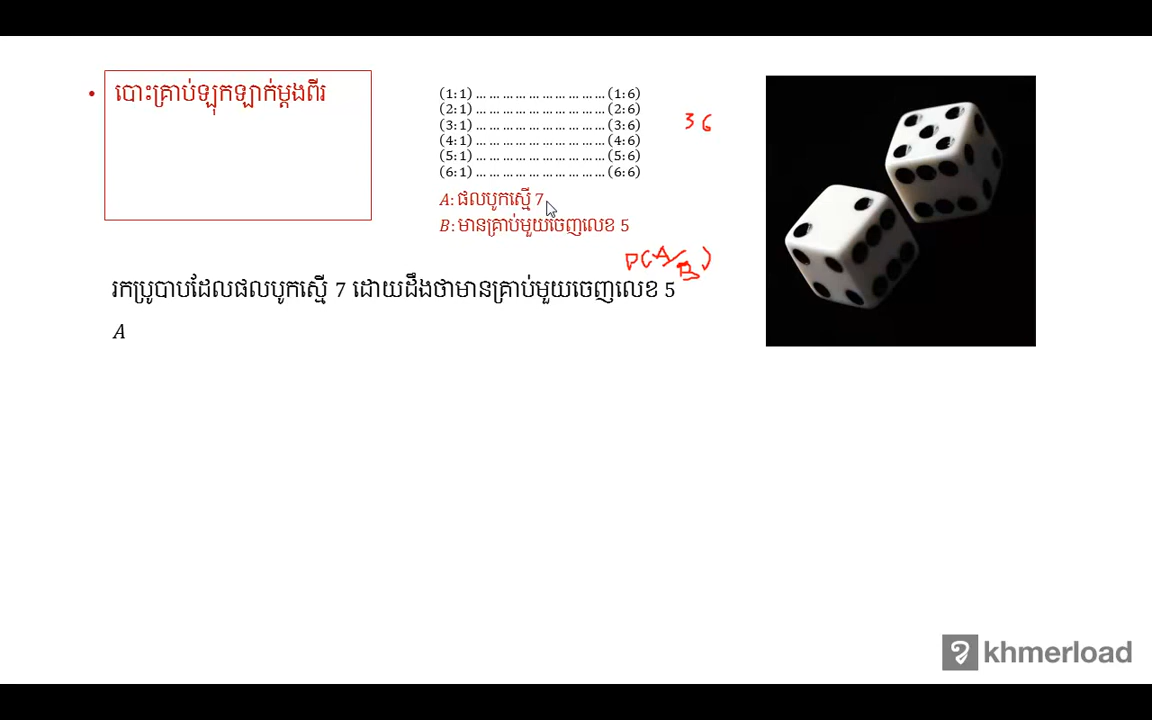 • បោះគ្រាប់ឡុកឡាក់ម្តងពីរ
(1:1) … … … … … … … … … … (1:6)
(2:1) … … … … … … … … … … (2:6)
(3:1) … … … … … … … … … … (3:6)
(4:1) … … … … … … … … … … (4:6)
(5:1) … … … … … … … … … … (5:6)
(6:1) … … … … … … … … … … (6:6)
36
A: ផលបូកស្មើ 7
B: មានគ្រាប់មួយចេញលេខ 5
P(A/B)
រកប្រូបាបដែលផលបូកស្មើ 7 ដោយដឹងថាមានគ្រាប់មួយចេញលេខ 5
A
khmerload